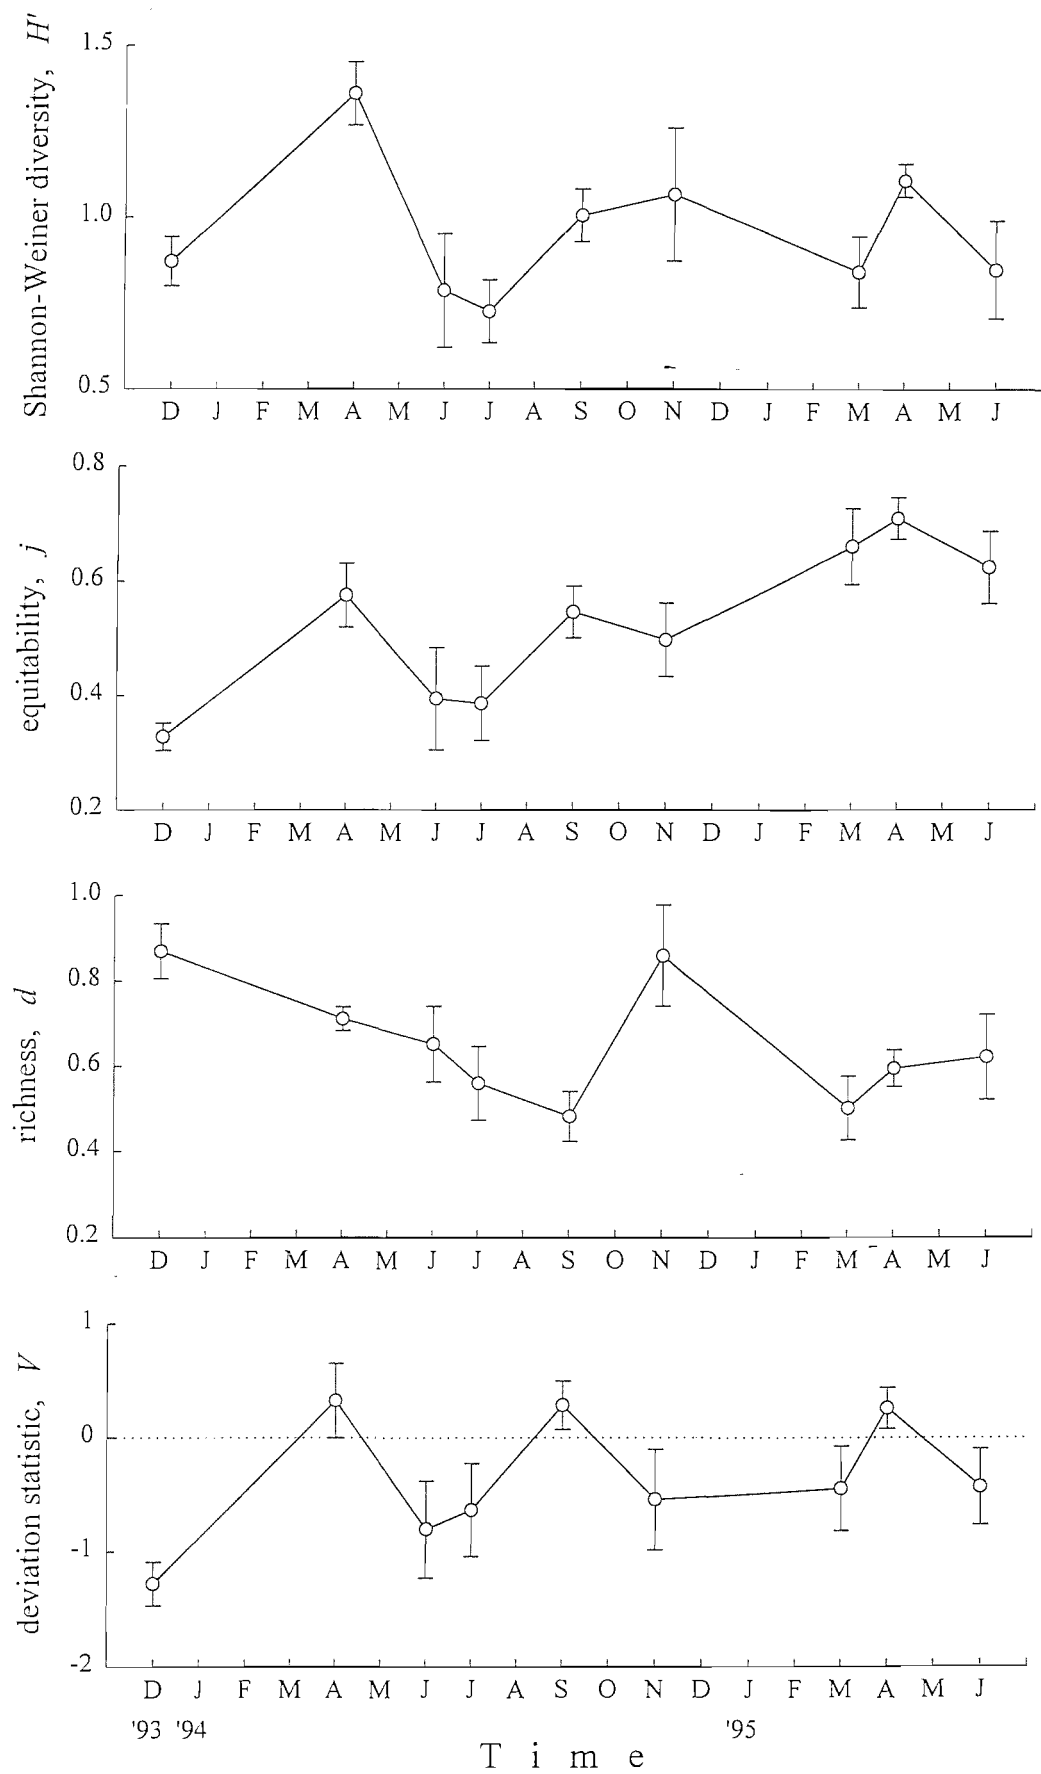 Shannon-Weiner diversity, H'
1.5
1.0
0.5
D J F M A M J J A S O N D J F M A M J
equitability, j
0.8
0.6
0.4
0.2
D J F M A M J J A S O N D J F M A M J
richness, d
1.0
0.8
0.6
0.4
0.2
D J F M A M J J A S O N D J F M A M J
deviation statistic, V
1
0
-1
-2
D J F M A M J J A S O N D J F M A M J
'93 '94 '95
Time